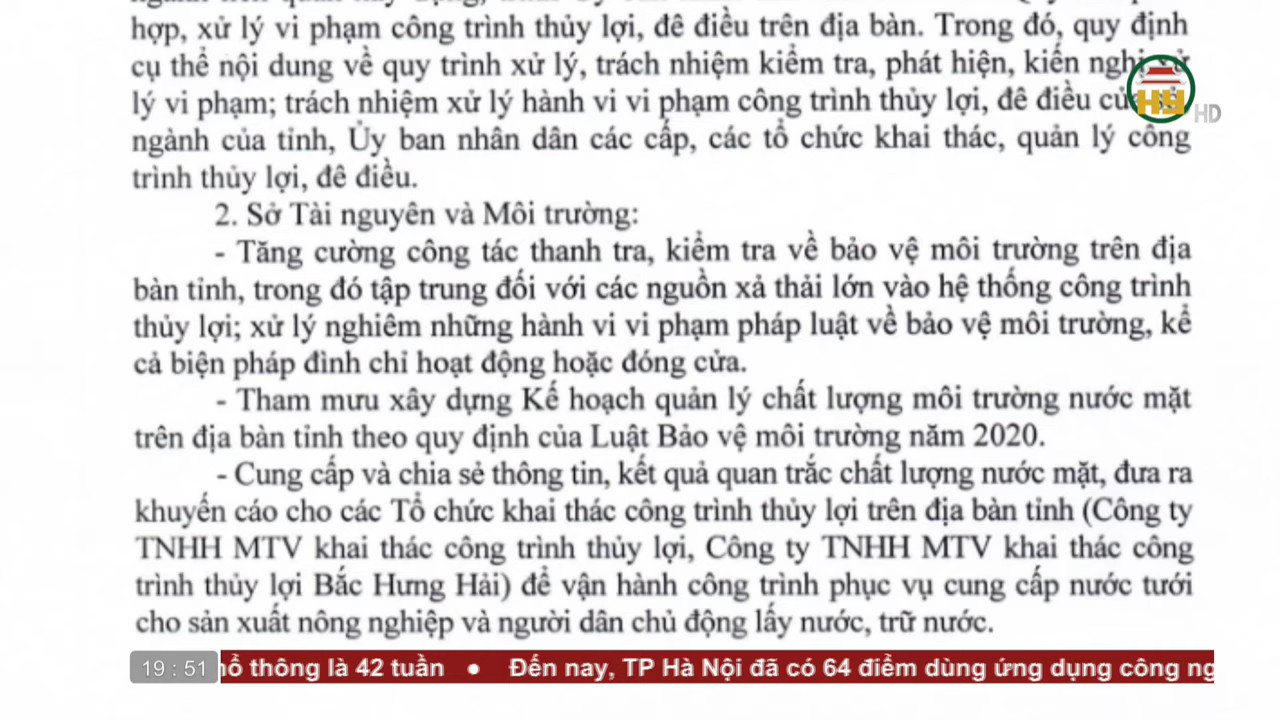 hợp, xử lý vi phạm công trình thủy lợi, đê điều trên địa bàn. Trong đó, quy định
cụ thể nội dung về quy trình xử lý, trách nhiệm kiểm tra, phát hiện, kiến nghị xử
lý vi phạm; trách nhiệm xử lý hành vi vi phạm công trình thủy lợi, đê điều của
HY HD
ngành của tỉnh, Ủy ban nhân dân các cấp, các tổ chức khai thác, quản lý công
trình thủy lợi, đê điều.
2. Sở Tài nguyên và Môi trường:
- Tăng cường công tác thanh tra, kiểm tra về bảo vệ môi trường trên địa
bàn tỉnh, trong đó tập trung đối với các nguồn xả thải lớn vào hệ thống công trình
thủy lợi; xử lý nghiêm những hành vi vi phạm pháp luật về bảo vệ môi trường, kể
cả biện pháp đình chỉ hoạt động hoặc đóng cửa.
- Tham mưu xây dựng Kế hoạch quản lý chất lượng môi trường nước mặt
trên địa bàn tỉnh theo quy định của Luật Bảo vệ môi trường năm 2020.
- Cung cấp và chia sẻ thông tin, kết quả quan trắc chất lượng nước mặt, đưa ra
khuyến cáo cho các Tổ chức khai thác công trình thủy lợi trên địa bàn tỉnh (Công ty
TNHH MTV khai thác công trình thủy lợi, Công ty TNHH MTV khai thác công
trình thủy lợi Bắc Hưng Hải) để vận hành công trình phục vụ cung cấp nước tưới
cho sản xuất nông nghiệp và người dân chủ động lấy nước, trữ nước.
19 : 51 hổ thông là 42 tuần ● Đến nay, TP Hà Nội đã có 64 điểm dùng ứng dụng công ng